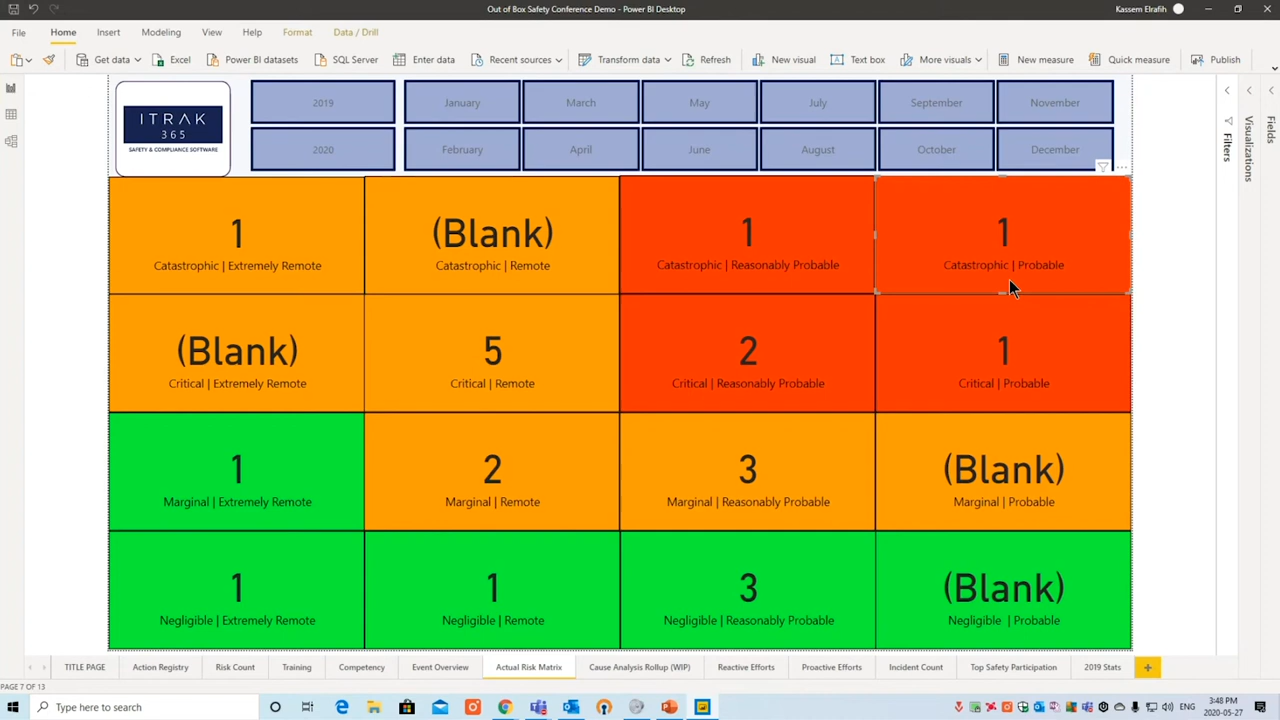 Out of Box Safety Conference Demo - Power BI Desktop
Kassem Elrafih
File Home Insert Modeling View Help Format Data / Drill
Get data Excel Power BI datasets SQL Server Enter data Recent sources Transform data Refresh New visual Text box More visuals New measure Quick measure Publish
ITRAK
365
SAFETY & COMPLIANCE SOFTWARE
2019 January March May July September November
2020 February April June August October December
Filters
Visualizations
Fields
1 (Blank) 1 1
Catastrophic | Extremely Remote Catastrophic | Remote Catastrophic | Reasonably Probable Catastrophic | Probable
(Blank) 5 2 1
Critical | Extremely Remote Critical | Remote Critical | Reasonably Probable Critical | Probable
1 2 3 (Blank)
Marginal | Extremely Remote Marginal | Remote Marginal | Reasonably Probable Marginal | Probable
1 1 3 (Blank)
Negligible | Extremely Remote Negligible | Remote Negligible | Reasonably Probable Negligible | Probable
TITLE PAGE Action Registry Risk Count Training Competency Event Overview Actual Risk Matrix Cause Analysis Rollup (WIP) Reactive Efforts Proactive Efforts Incident Count Top Safety Participation 2019 Stats
PAGE 7 OF 13
Type here to search
ENG
3:48 PM
2020-05-27